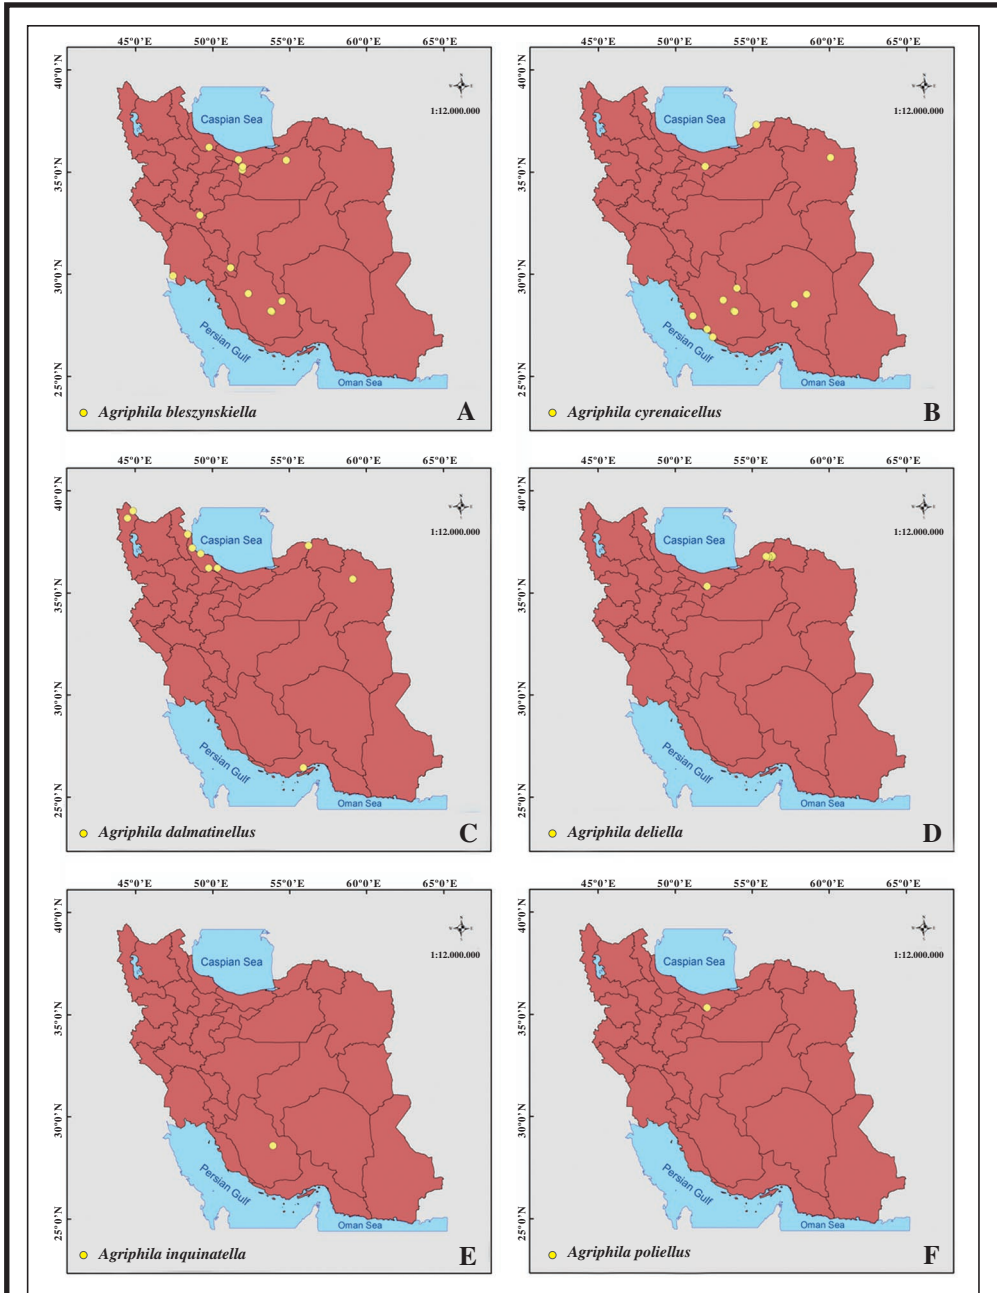 45°0'E 50°0'E 55°0'E 60°0'E 65°0'E
40°0'N
35°0'N
30°0'N
25°0'N
N
1:12.000.000
Caspian Sea
Persian Gulf
Oman Sea
Agriphila bleszynskiella A
45°0'E 50°0'E 55°0'E 60°0'E 65°0'E
40°0'N
35°0'N
30°0'N
25°0'N
N
1:12.000.000
Caspian Sea
Persian Gulf
Oman Sea
Agriphila cyrenaicellus B
45°0'E 50°0'E 55°0'E 60°0'E 65°0'E
40°0'N
35°0'N
30°0'N
25°0'N
N
1:12.000.000
Caspian Sea
Persian Gulf
Oman Sea
Agriphila dalmatinellus C
45°0'E 50°0'E 55°0'E 60°0'E 65°0'E
40°0'N
35°0'N
30°0'N
25°0'N
N
1:12.000.000
Caspian Sea
Persian Gulf
Oman Sea
Agriphila deliella D
45°0'E 50°0'E 55°0'E 60°0'E 65°0'E
40°0'N
35°0'N
30°0'N
25°0'N
N
1:12.000.000
Caspian Sea
Persian Gulf
Oman Sea
Agriphila inquinatella E
45°0'E 50°0'E 55°0'E 60°0'E 65°0'E
40°0'N
35°0'N
30°0'N
25°0'N
N
1:12.000.000
Caspian Sea
Persian Gulf
Oman Sea
Agriphila poliellus F